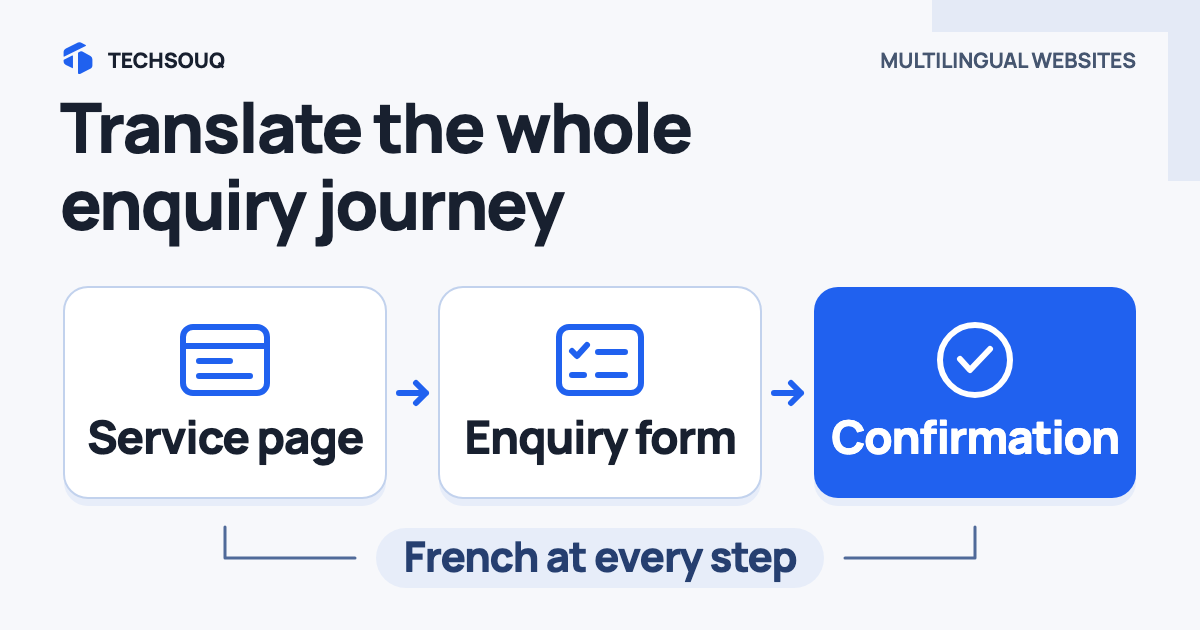 TECHSOUQ
MULTILINGUAL WEBSITES
Translate the whole
enquiry journey
Service page
Enquiry form
Confirmation
French at every step